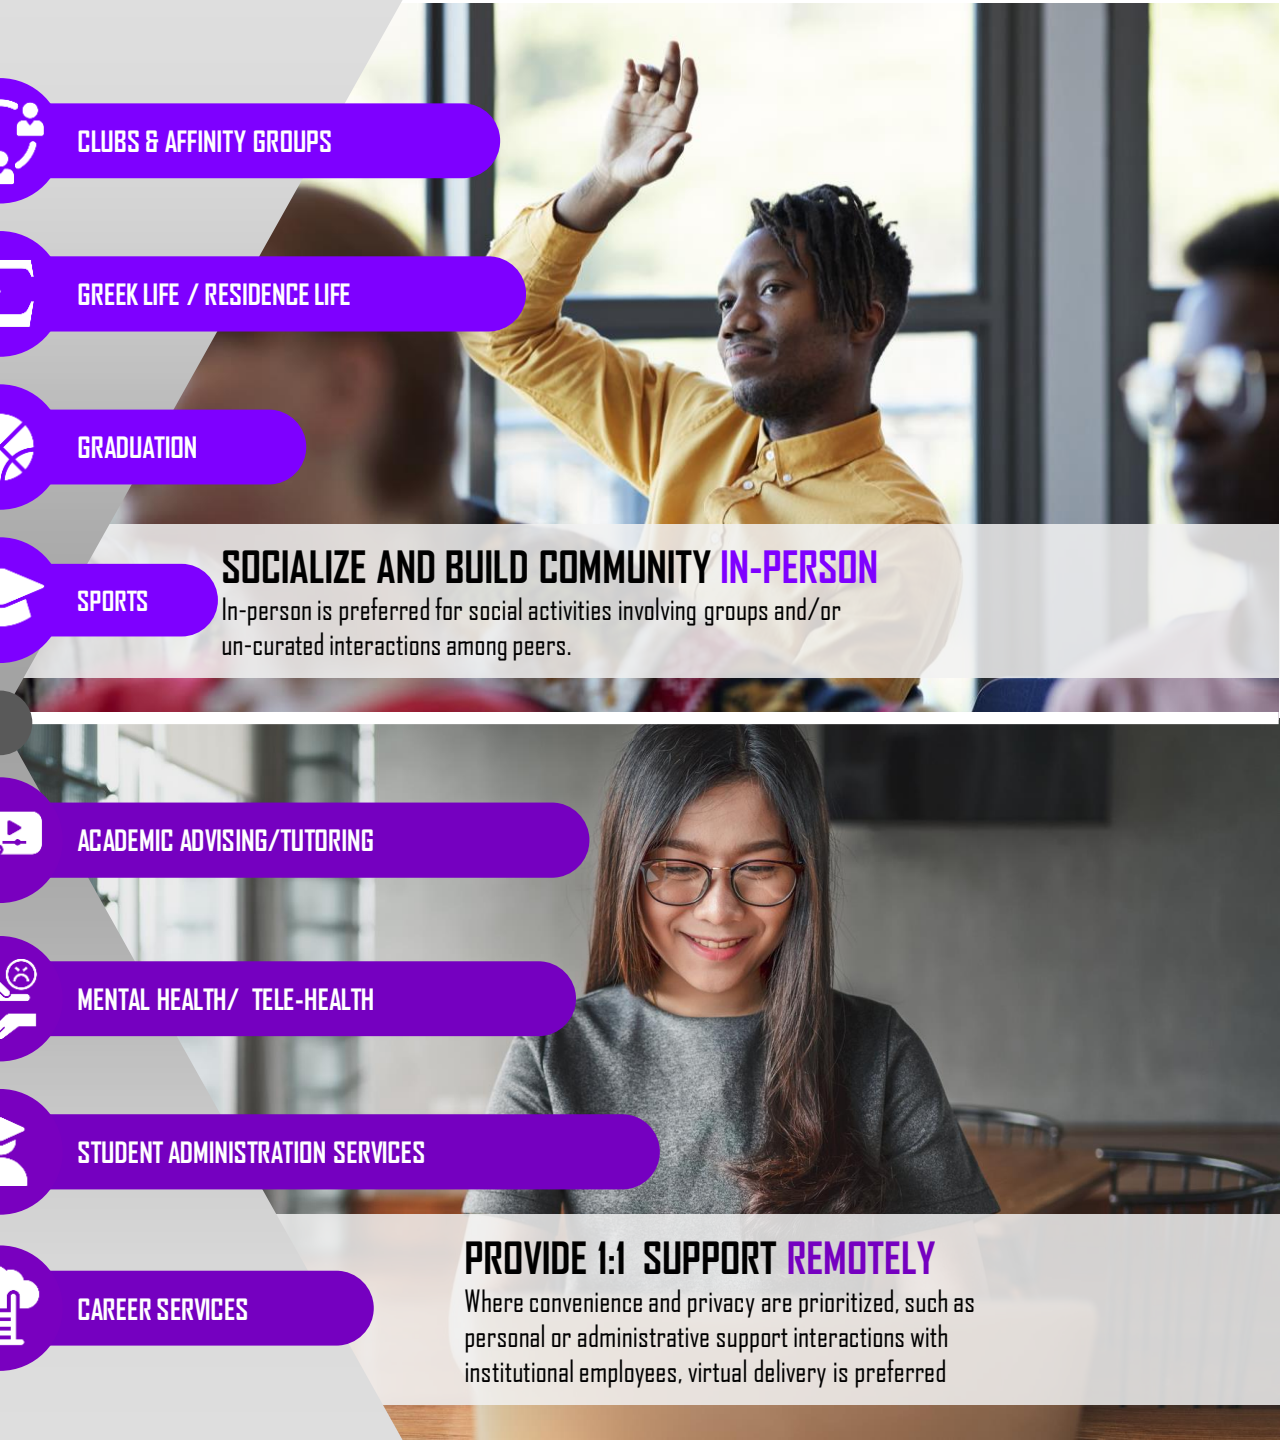 CLUBS & AFFINITY GROUPS
GREEK LIFE / RESIDENCE LIFE
GRADUATION
SPORTS
SOCIALIZE AND BUILD COMMUNITY IN-PERSON
In-person is preferred for social activities involving groups and/or
un-curated interactions among peers.
ACADEMIC ADVISING/TUTORING
MENTAL HEALTH/ TELE-HEALTH
STUDENT ADMINISTRATION SERVICES
CAREER SERVICES
PROVIDE 1:1 SUPPORT REMOTELY
Where convenience and privacy are prioritized, such as
personal or administrative support interactions with
institutional employees, virtual delivery is preferred